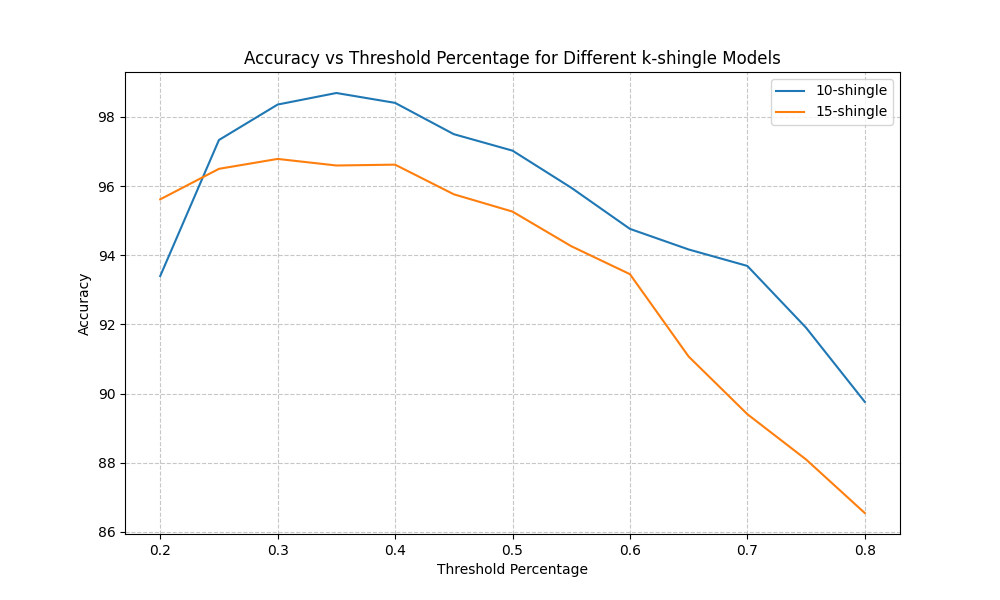 Accuracy vs Threshold Percentage for Different k-shingle Models
10-shingle
15-shingle
98
96
94
92
90
88
86
Accuracy
0.2 0.3 0.4 0.5 0.6 0.7 0.8
Threshold Percentage